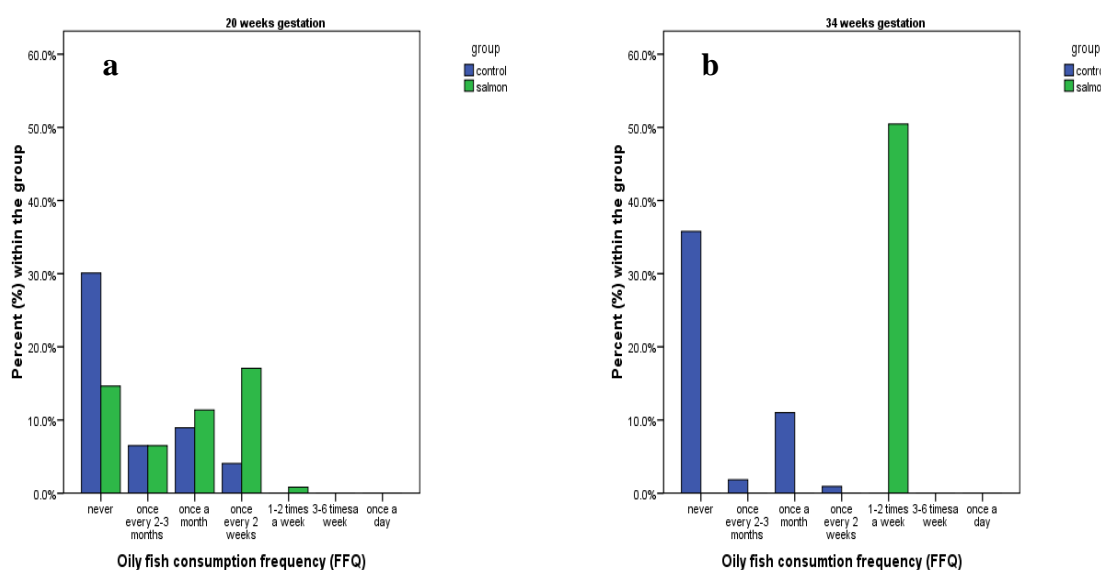 20 weeks gestation
a
group
control
salmon
60.0%
50.0%
40.0%
30.0%
20.0%
10.0%
0.0%
Percent (%) within the group
never
once
every 2-3
months
once a
month
once
every 2
weeks
1-2 times
a week
3-6 timesa
week
once a
day
Oily fish consumtion frequency (FFQ)
34 weeks gestation
b
group
control
salmo
60.0%
50.0%
40.0%
30.0%
20.0%
10.0%
0.0%
Percent (%) within the group
never
once
every 2-3
months
once a
month
once
every 2
weeks
1-2 times
a week
3-6 timesa
week
once a
day
Oily fish consumtion frequency (FFQ)